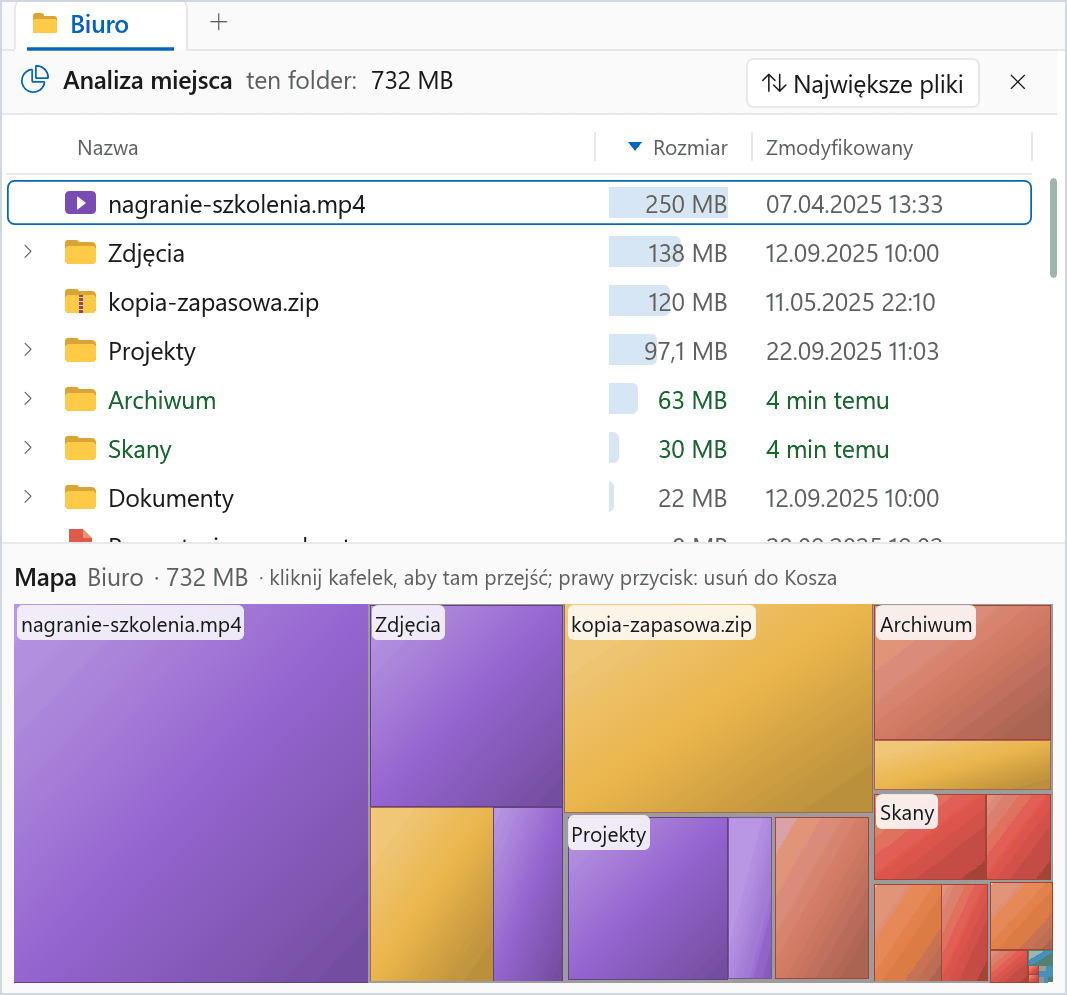 Biuro
Analiza miejsca ten folder: 732 MB
Największe pliki
Nazwa Rozmiar Zmodyfikowany
nagranie-szkolenia.mp4 250 MB 07.04.2025 13:33
Zdjęcia 138 MB 12.09.2025 10:00
kopia-zapasowa.zip 120 MB 11.05.2025 22:10
Projekty 97,1 MB 22.09.2025 11:03
Archiwum 63 MB 4 min temu
Skany 30 MB 4 min temu
Dokumenty 22 MB 12.09.2025 10:00
Mapa Biuro · 732 MB · kliknij kafelek, aby tam przejść; prawy przycisk: usuń do Kosza
nagranie-szkolenia.mp4 Zdjęcia kopia-zapasowa.zip Archiwum
Skany
Projekty